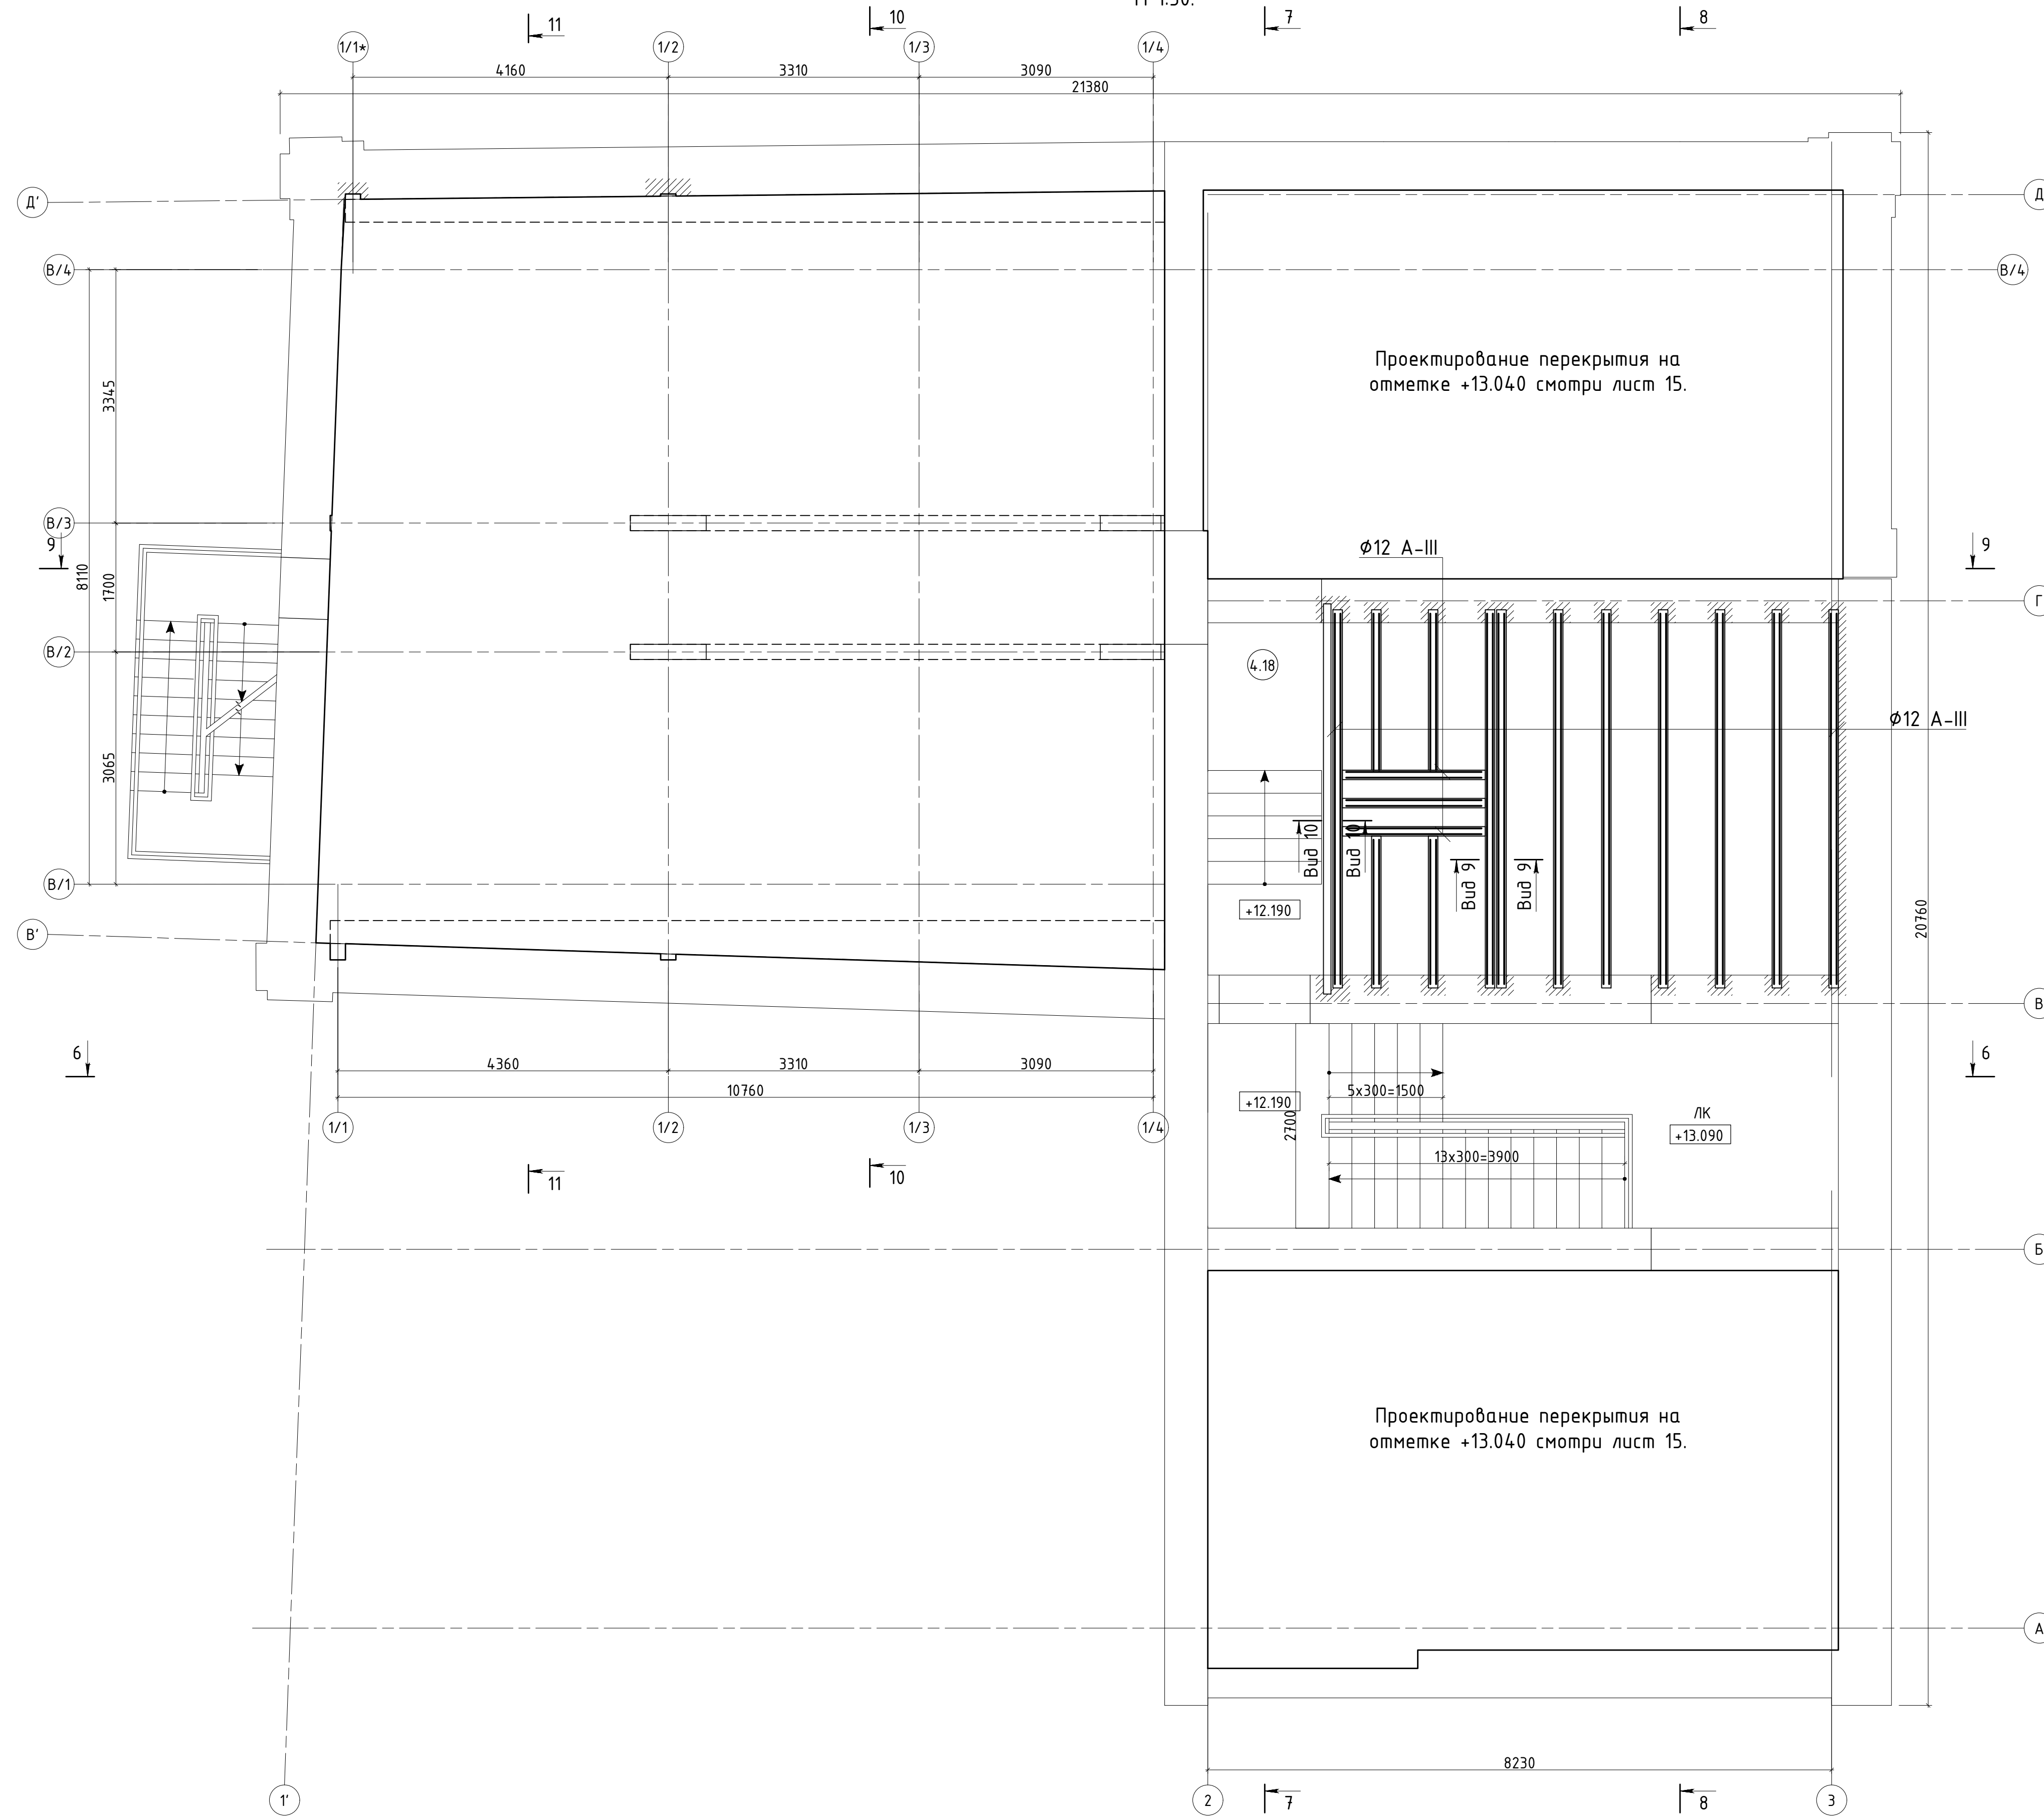 11
10
7
8
1/1*
1/2
1/3
1/4
4160
3310
3090
21380
Д'
Д
В/4
В/4
Проектирование перекрытия на
отметке +13.040 смотри лист 15.
3345
В/3
9
9
8110
1700
Ø12 А-III
Г
В/2
4.18
Ø12 А-III
3065
Вид 10
Вид 10
Вид 9
Вид 9
В/1
+12.190
20760
В'
В
6
6
4360
3310
3090
5х300=1500
10760
+12.190
2700
ЛК
+13.090
1/1
1/2
1/3
1/4
13х300=3900
11
10
Б
Проектирование перекрытия на
отметке +13.040 смотри лист 15.
А
8230
1'
2
3
7
8